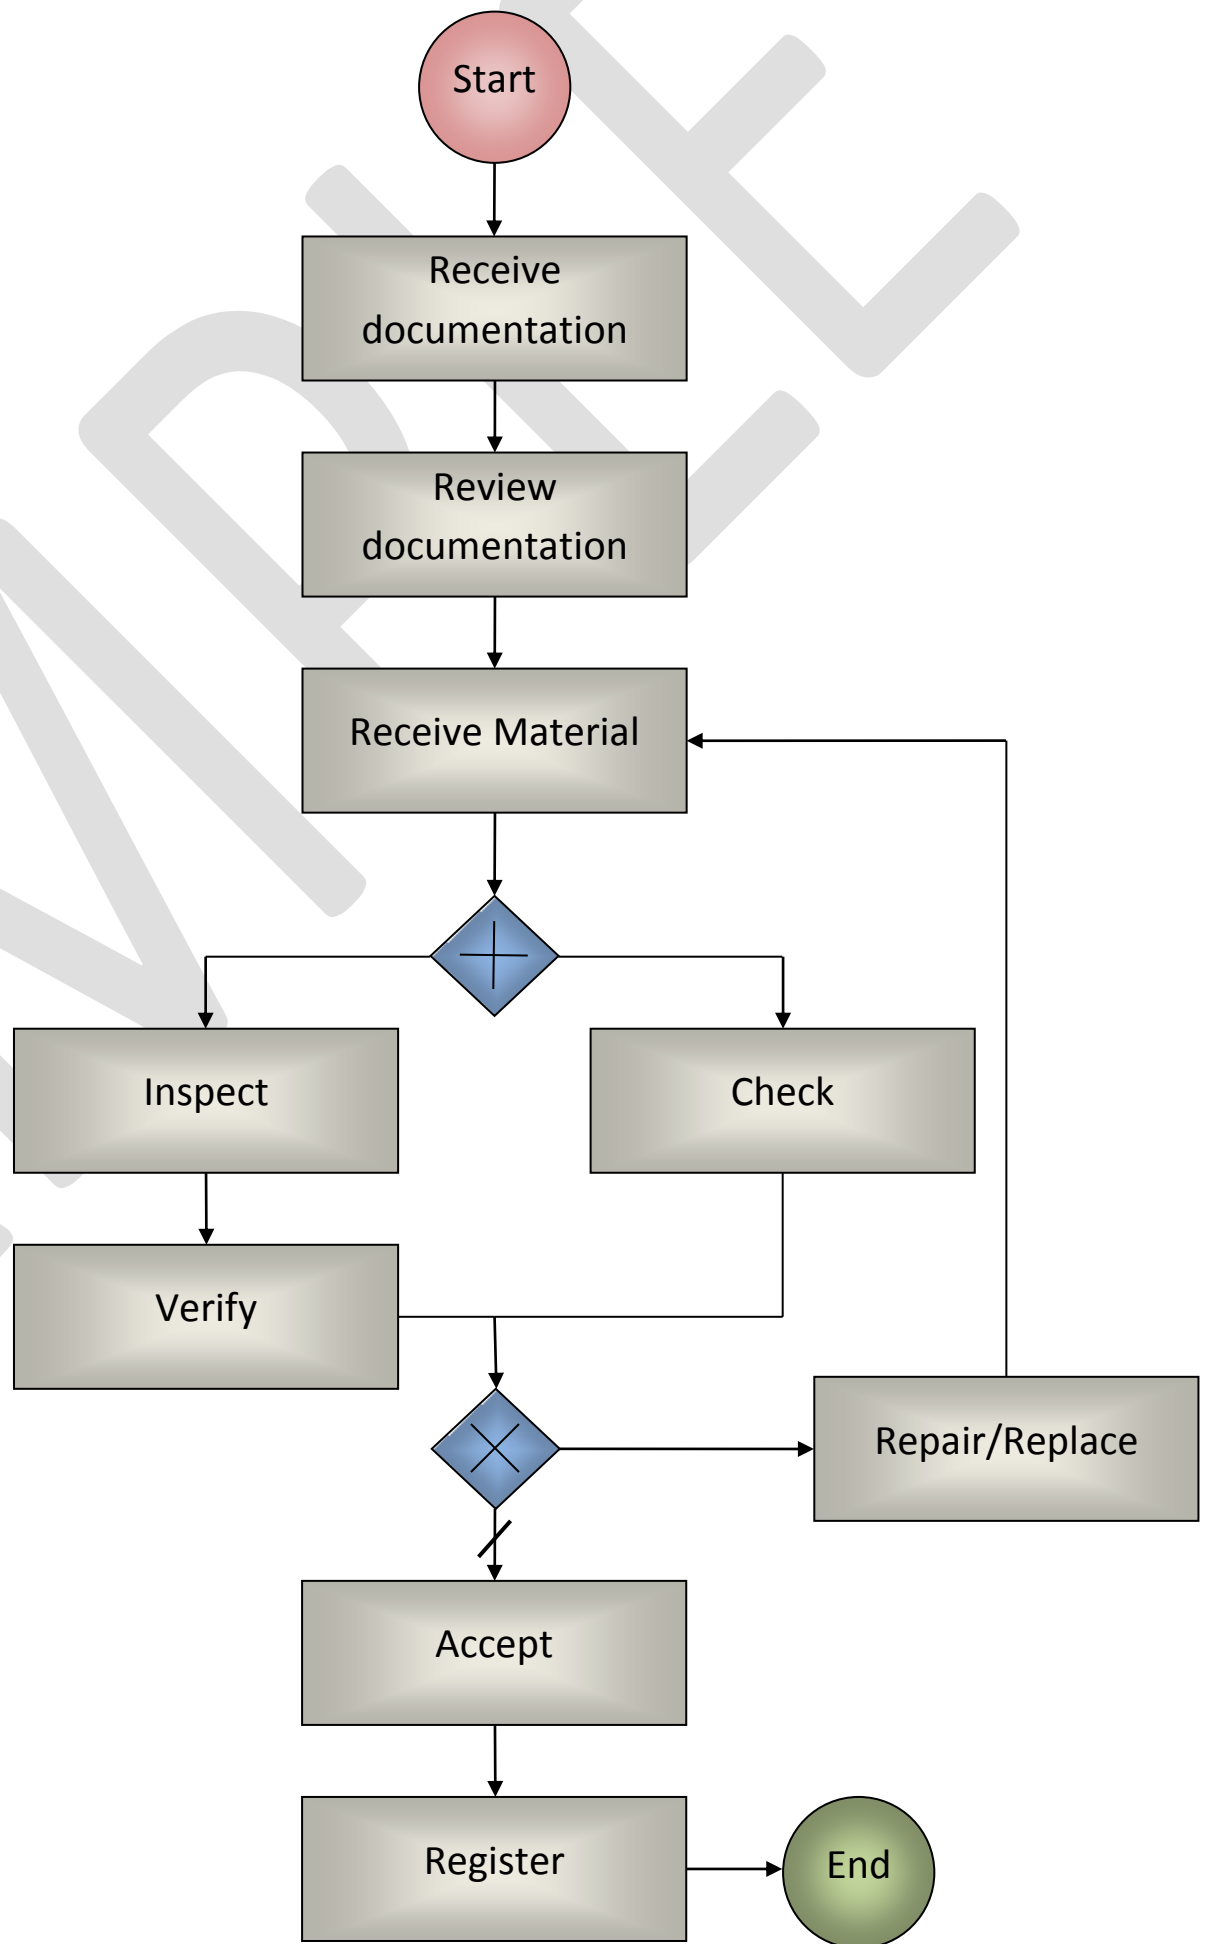 Start
Receive
documentation
Review
documentation
Receive Material
Inspect
Check
Verify
Repair/Replace
Accept
Register
End